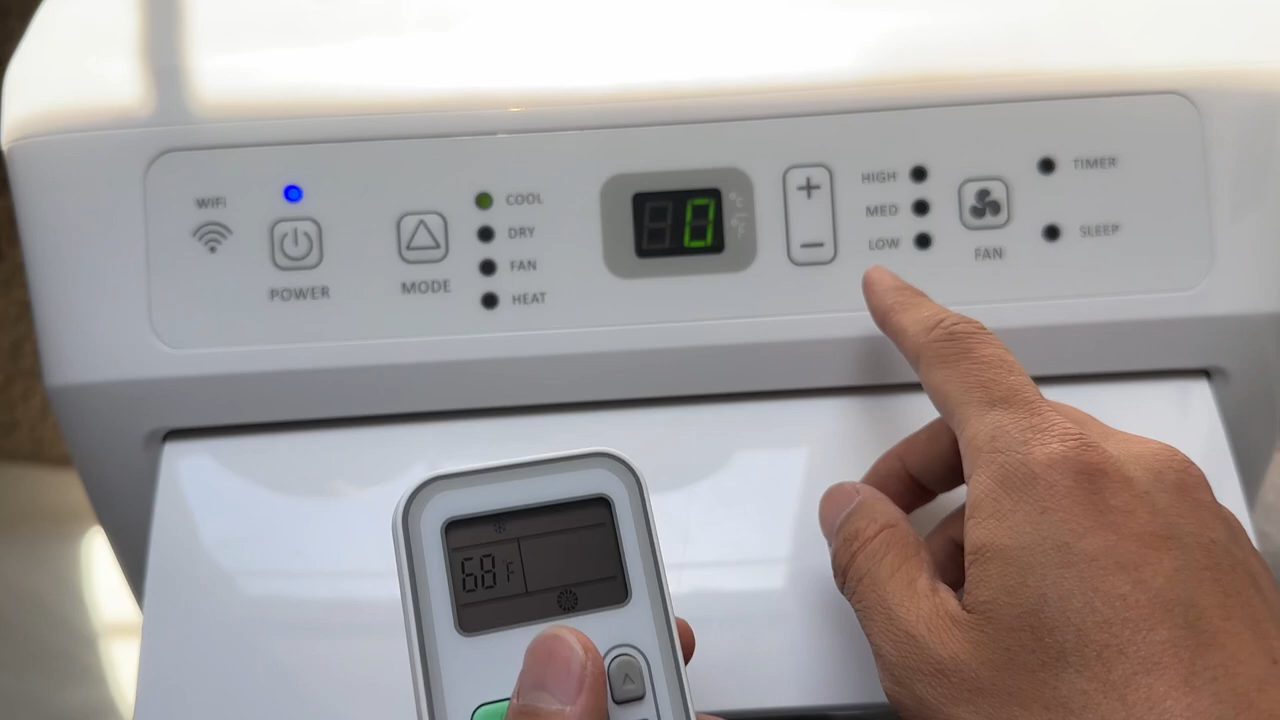 WiFi
POWER
MODE
COOL
DRY
FAN
HEAT
0
°C
°F
+
−
HIGH
MED
LOW
FAN
TIMER
SLEEP
68°F